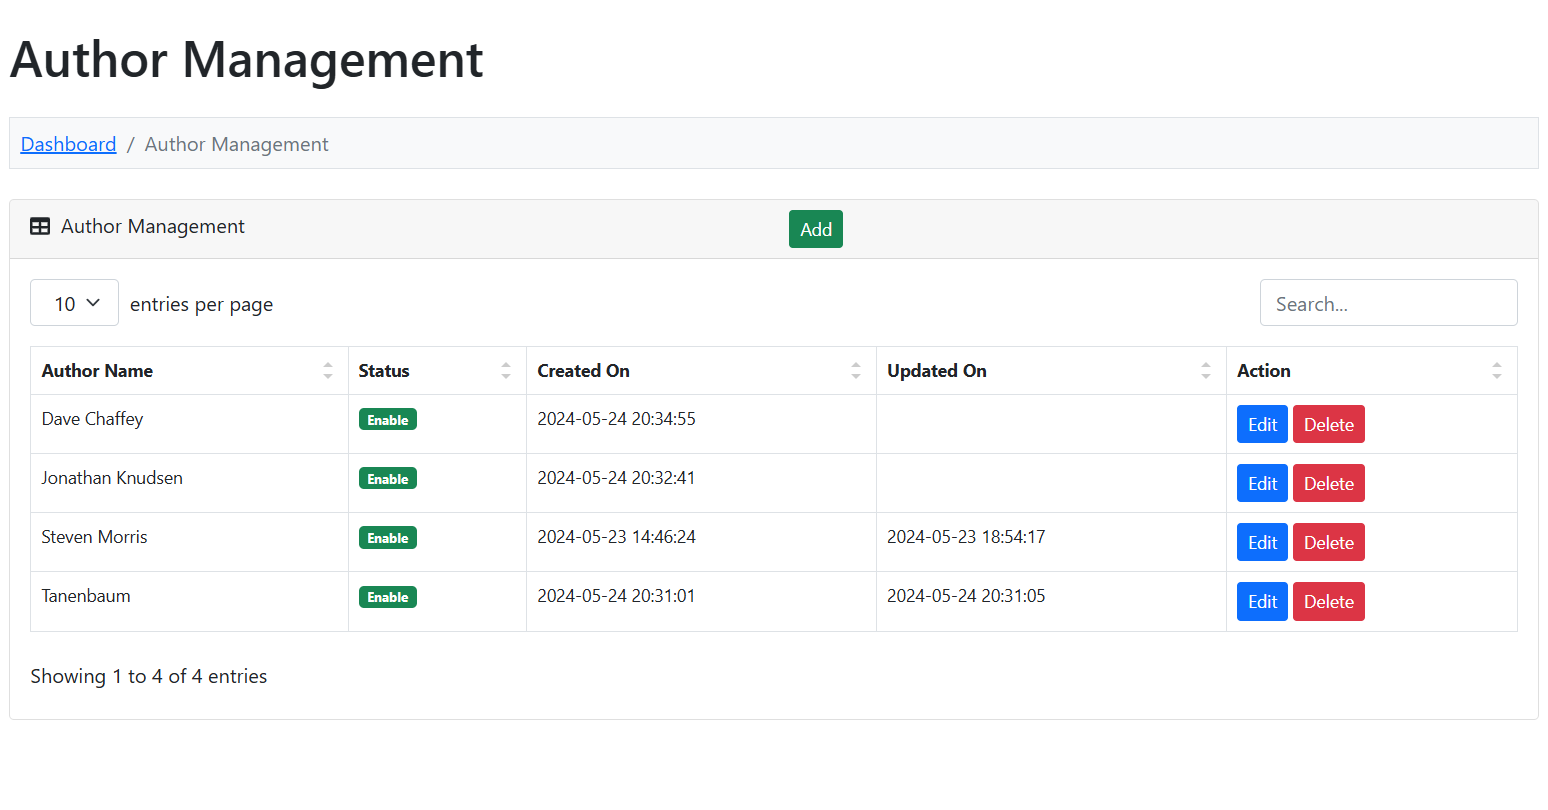 Author Management
Dashboard / Author Management
Author Management Add
10 entries per page Search...
Author Name Status Created On Updated On Action
Dave Chaffey Enable 2024-05-24 20:34:55 Edit Delete
Jonathan Knudsen Enable 2024-05-24 20:32:41 Edit Delete
Steven Morris Enable 2024-05-23 14:46:24 2024-05-23 18:54:17 Edit Delete
Tanenbaum Enable 2024-05-24 20:31:01 2024-05-24 20:31:05 Edit Delete
Showing 1 to 4 of 4 entries